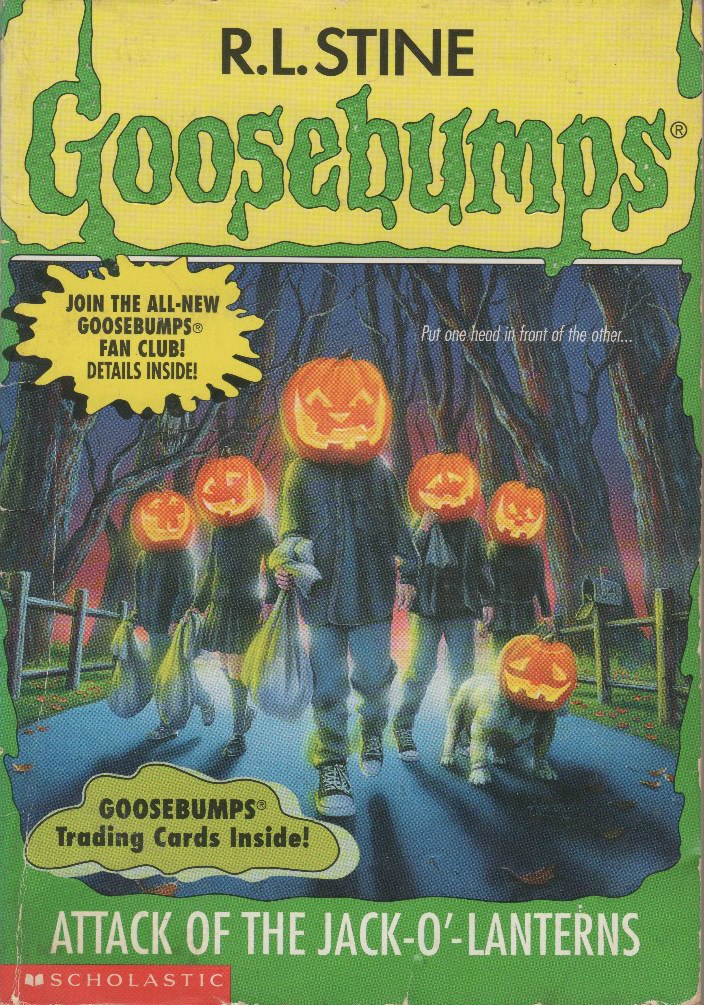 R.L. STINE
Goosebumps®
JOIN THE ALL-NEW
GOOSEBUMPS®
FAN CLUB!
DETAILS INSIDE!
Put one head in front of the other...
GOOSEBUMPS®
Trading Cards Inside!
ATTACK OF THE JACK-O'-LANTERNS
SCHOLASTIC